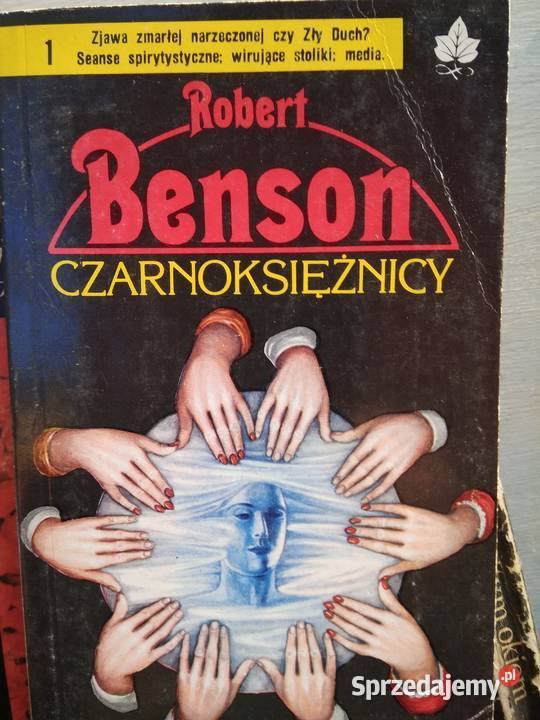 1
Zjawa zmarłej narzeczonej czy Zły Duch?
Seanse spirytystyczne; wirujące stoliki; media.
Robert
Benson
CZARNOKSIĘŻNICY
Sprzedajemy.pl